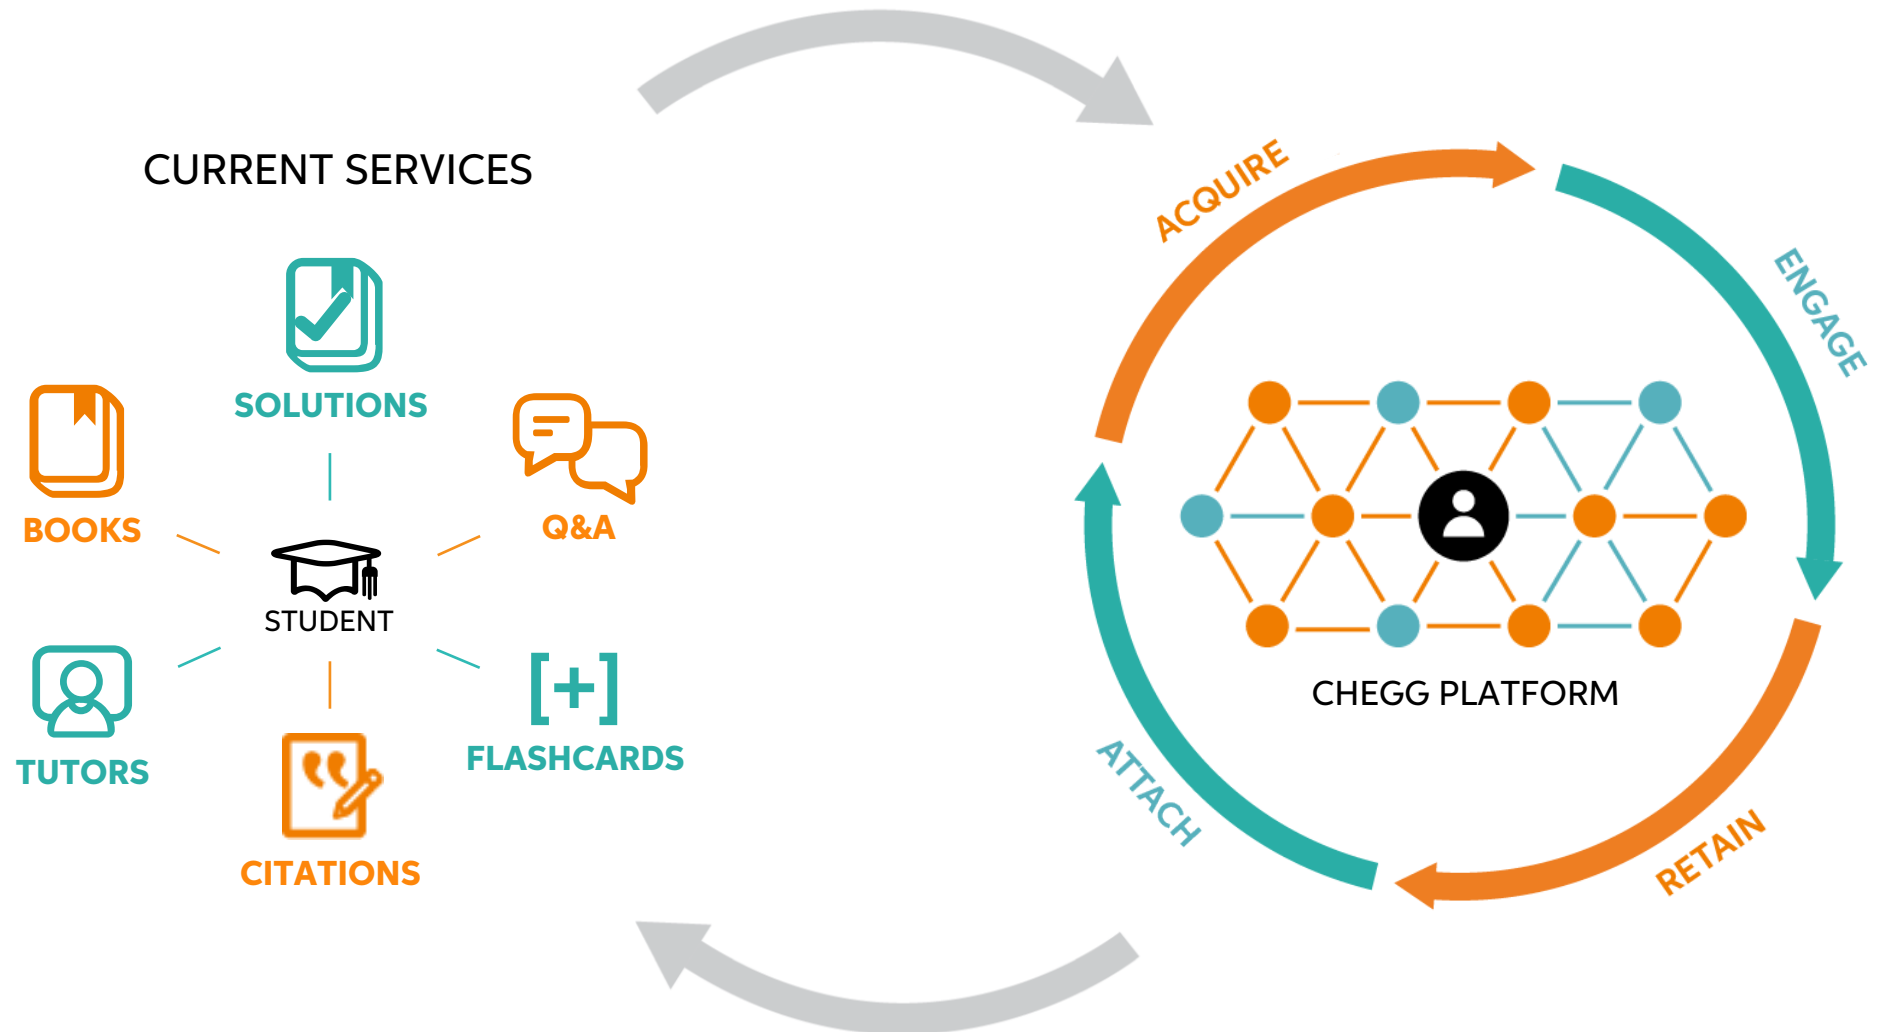 CURRENT SERVICES
SOLUTIONS
BOOKS
Q&A
STUDENT
TUTORS
FLASHCARDS
CITATIONS
ACQUIRE
ENGAGE
CHEGG PLATFORM
ATTACH
RETAIN